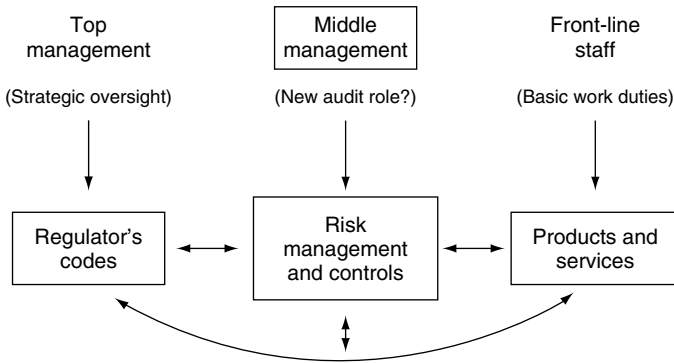 Top
management
(Strategic oversight)
Middle
management
(New audit role?)
Front-line
staff
(Basic work duties)
Regulator's
codes
Risk
management
and controls
Products and
services